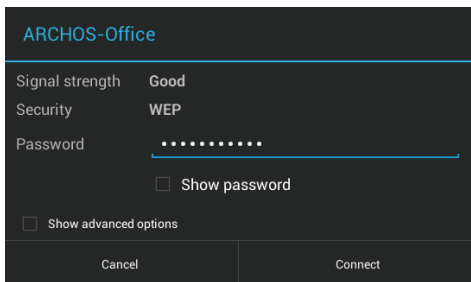 ARCHOS-Office
Signal strength Good
Security WEP
Password •••••••••••
Show password
Show advanced options
Cancel Connect